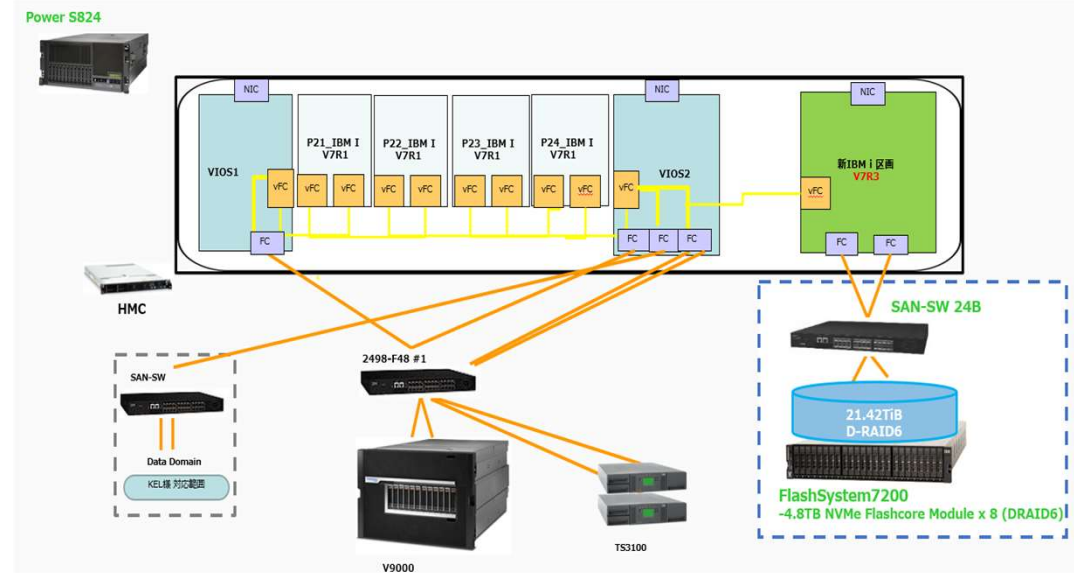 Power S824
NIC
NIC
NIC
VIOS1
P21_IBM I
V7R1
P22_IBM I
V7R1
P23_IBM I
V7R1
P24_IBM I
V7R1
VIOS2
新IBM i 区画
V7R3
vFC
vFC
vFC
vFC
vFC
vFC
vFC
vFC
vFC
vFC
vFC
FC
FC
FC
FC
FC
FC
HMC
SAN-SW 24B
2498-F48 #1
SAN-SW
21.42TiB
D-RAID6
Data Domain
KEL様 対応範囲
FlashSystem7200
-4.8TB NVMe Flashcore Module x 8 (DRAID6)
TS3100
V9000